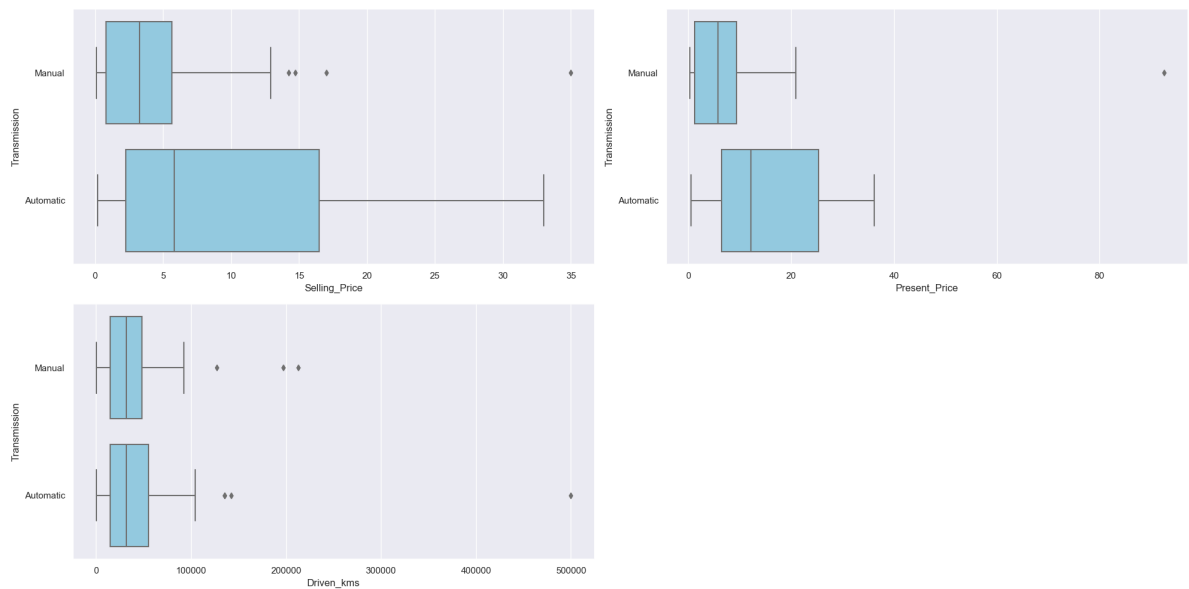 Transmission
Manual
Automatic
0 5 10 15 20 25 30 35
Selling_Price
Transmission
Manual
Automatic
0 20 40 60 80
Present_Price
Transmission
Manual
Automatic
0 100000 200000 300000 400000 500000
Driven_kms